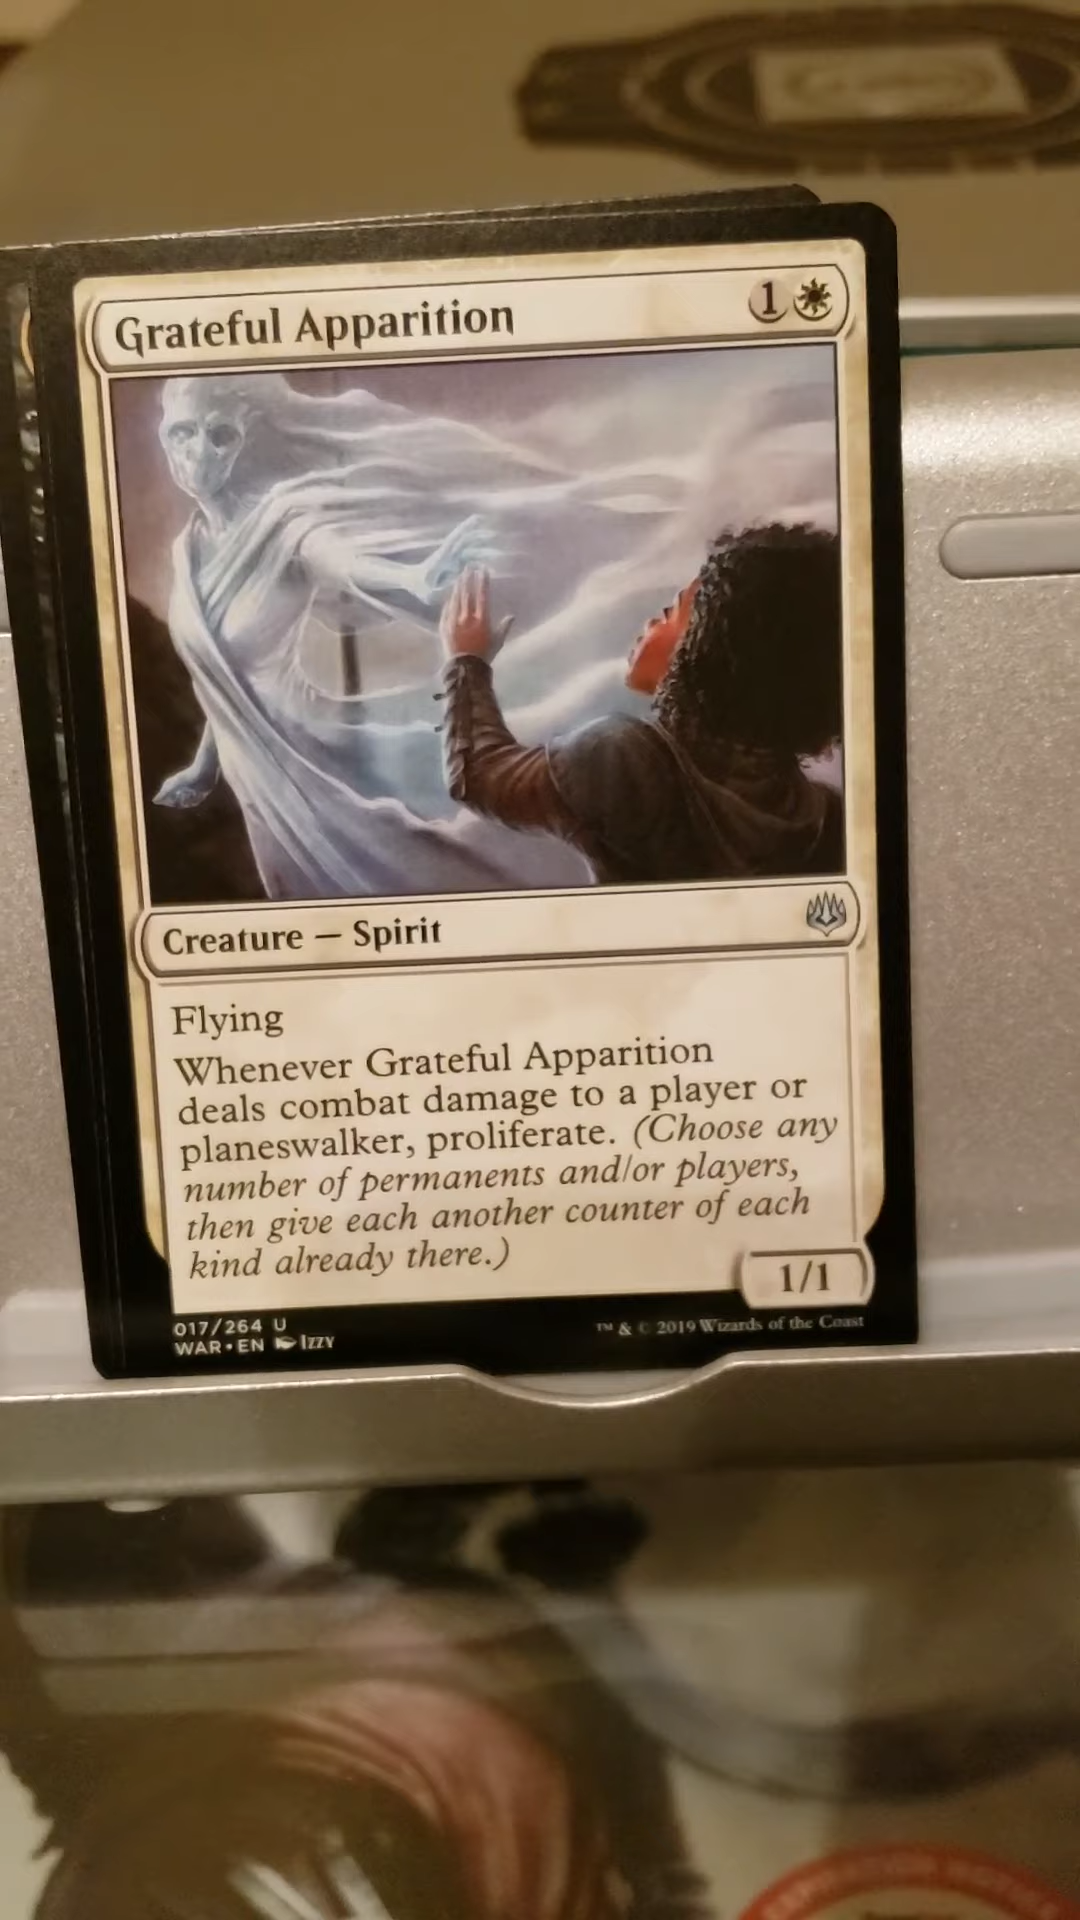 Grateful Apparition
1
Creature — Spirit
Flying
Whenever Grateful Apparition
deals combat damage to a player or
planeswalker, proliferate. (Choose any
number of permanents and/or players,
then give each another counter of each
kind already there.)
1/1
017/264 U
WAR • EN Izzy
™ & © 2019 Wizards of the Coast